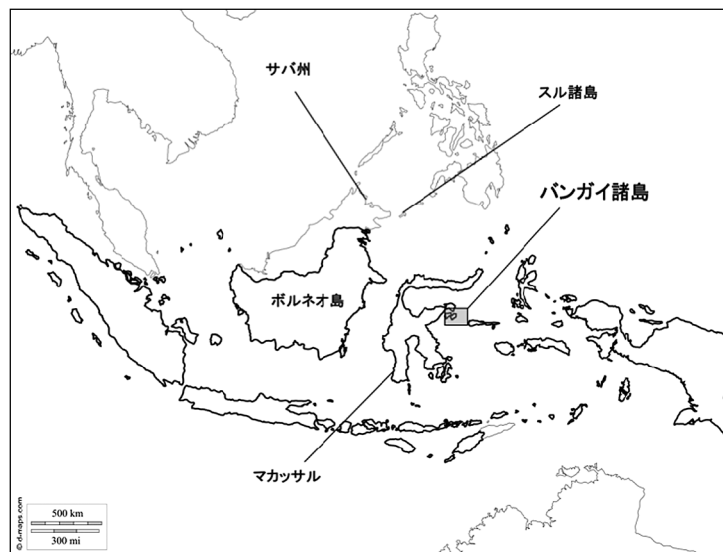 サバ州
スル諸島
バンガイ諸島
ボルネオ島
マカッサル
500 km
300 mi
© d-maps.com